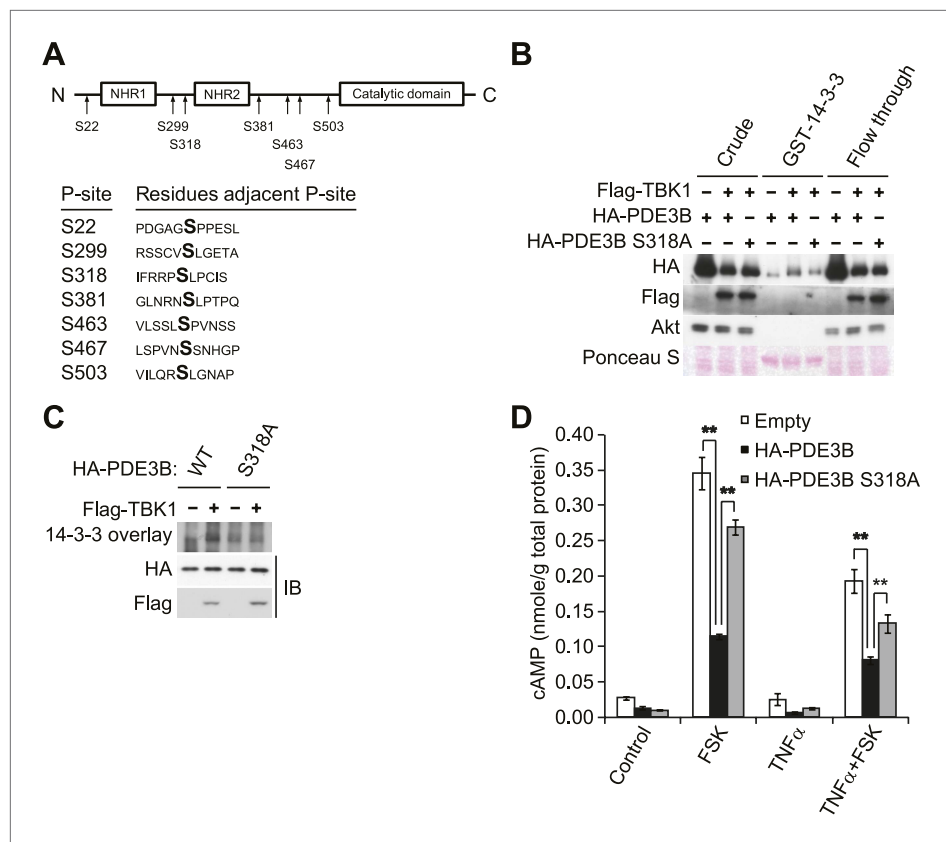 A
N NHR1 NHR2 Catalytic domain C
S22 S299 S381 S503
S318 S463
S467
P-site Residues adjacent P-site
S22 PDGAGSPPESL
S299 RSSCVSLGETA
S318 IFRRPSLPCIS
S381 GLNRNSLPTPQ
S463 VLSSLSPVNSS
S467 LSPVNSSNHGP
S503 VILQRSLGNAP
B
Crude GST-14-3-3 Flow through
Flag-TBK1 – + + – + + – + +
HA-PDE3B + + – + + – + + –
HA-PDE3B S318A – – + – – + – – +
HA
Flag
Akt
Ponceau S
C
HA-PDE3B: WT S318A
Flag-TBK1 – + – +
14-3-3 overlay
HA
Flag
IB
D
Empty
HA-PDE3B
HA-PDE3B S318A
cAMP (nmole/g total protein)
0.40
0.35
0.30
0.25
0.20
0.15
0.10
0.05
0.00
** ** ** **
Control FSK TNFα TNFα+FSK